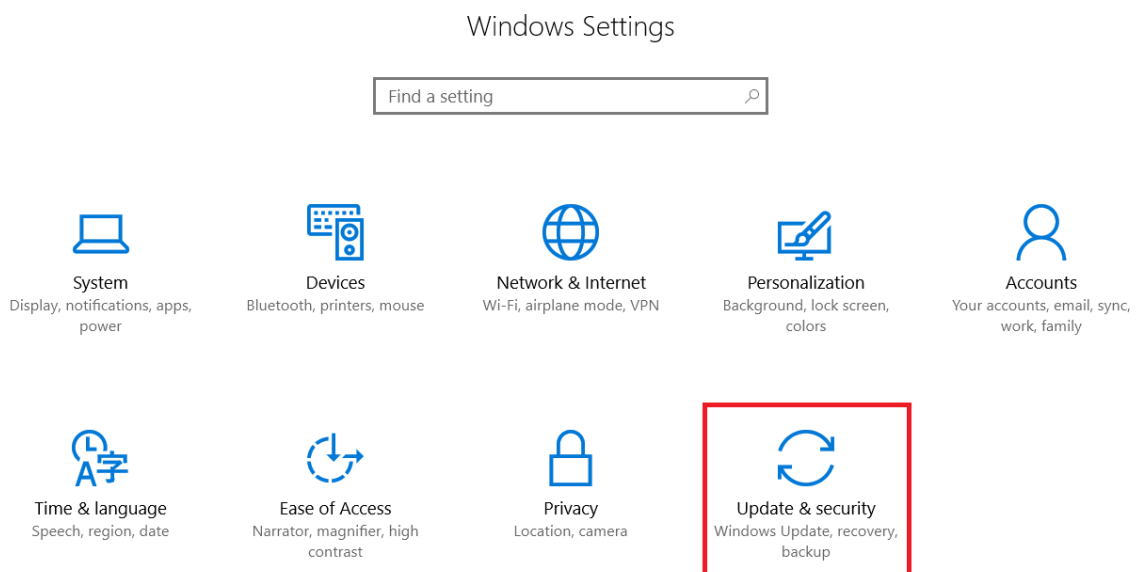 Windows Settings
Find a setting
System
Display, notifications, apps,
power
Devices
Bluetooth, printers, mouse
Network & Internet
Wi-Fi, airplane mode, VPN
Personalization
Background, lock screen,
colors
Accounts
Your accounts, email, sync,
work, family
A字
Time & language
Speech, region, date
Ease of Access
Narrator, magnifier, high
contrast
Privacy
Location, camera
Update & security
Windows Update, recovery,
backup